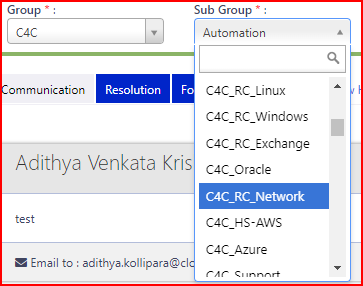 Group * :
Sub Group * :
C4C
Automation
Communication
Resolution
C4C_RC_Linux
C4C_RC_Windows
C4C_RC_Exchange
C4C_Oracle
C4C_RC_Network
C4C_HS-AWS
C4C_Azure
C4C_Support
Adithya Venkata Kris
test
Email to : adithya.kollipara@clo